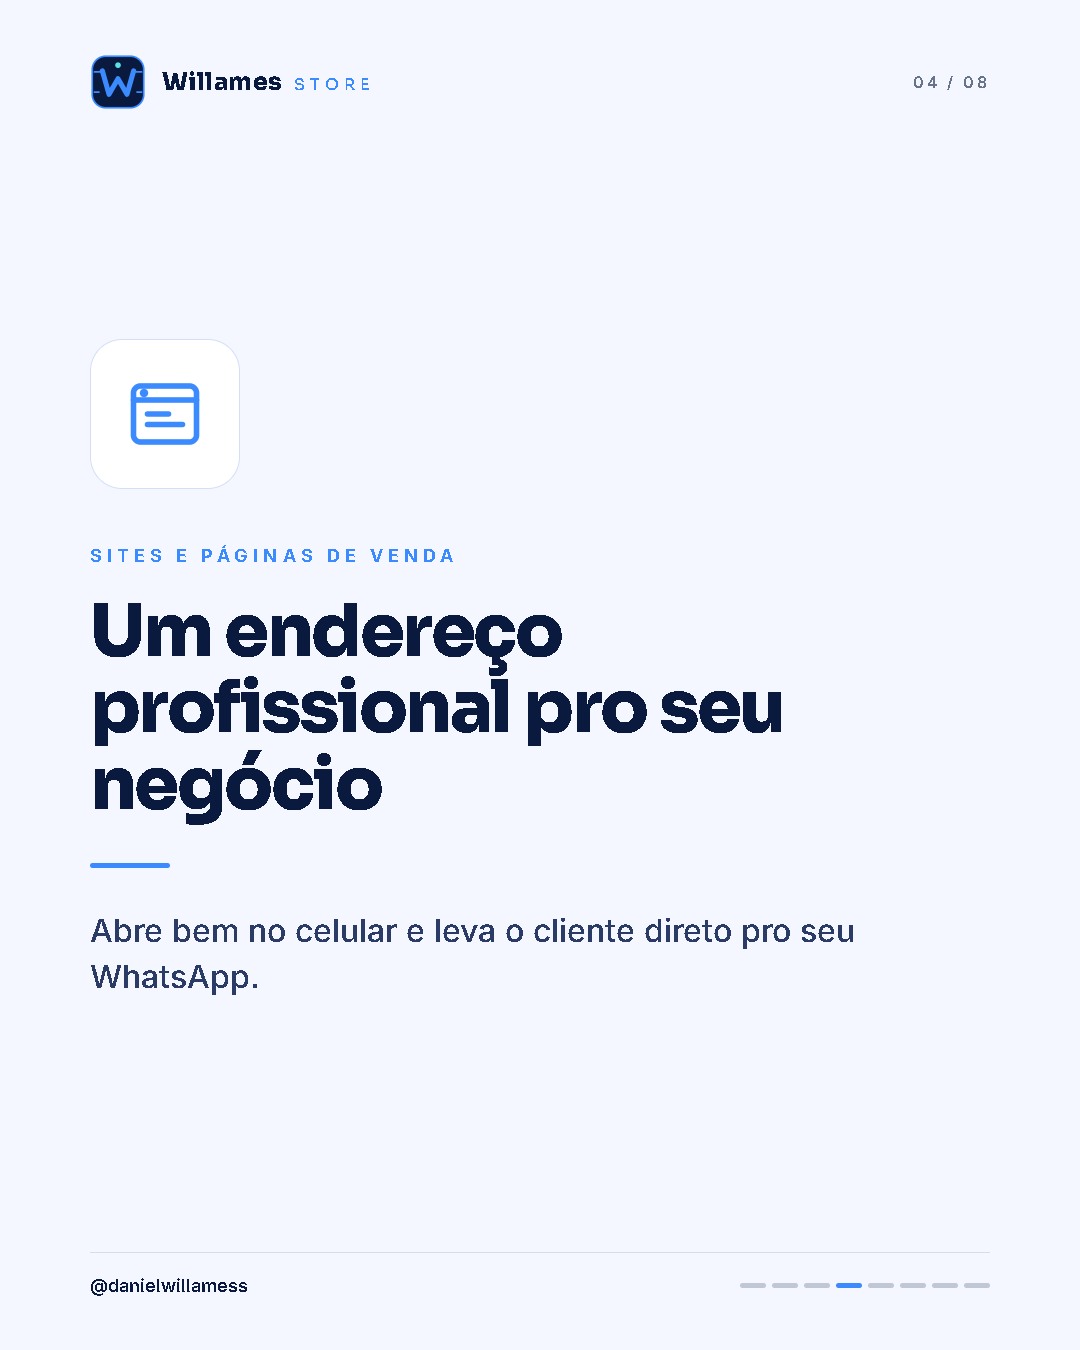 W
Willames STORE
04 / 08
SITES E PÁGINAS DE VENDA
Um endereço
profissional pro seu
negócio
Abre bem no celular e leva o cliente direto pro seu
WhatsApp.
@danielwillamess